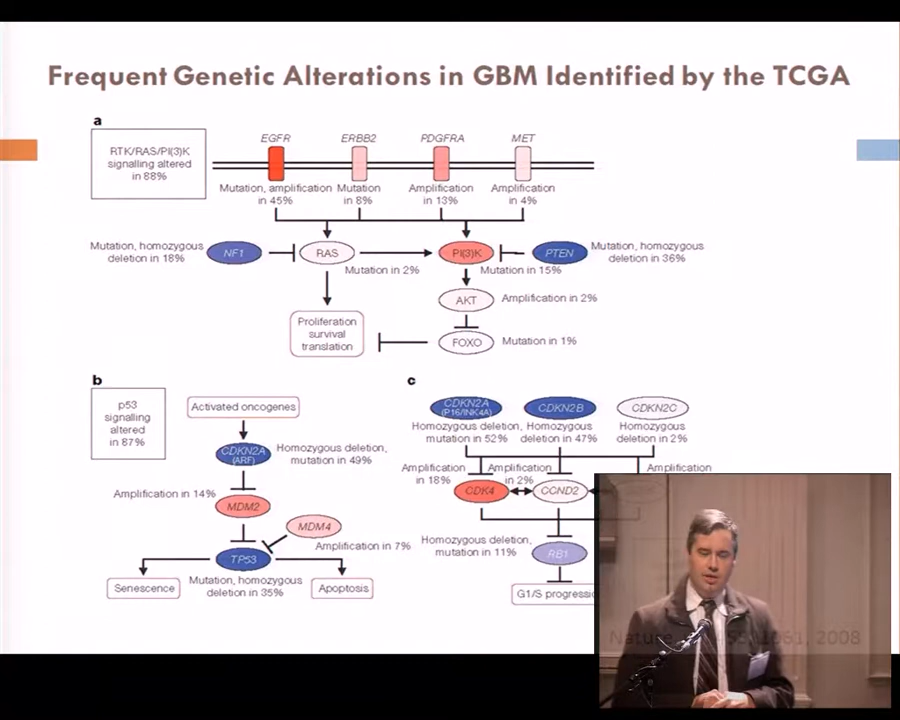 Frequent Genetic Alterations in GBM Identified by the TCGA
a
RTK/RAS/PI(3)K
signalling altered
in 88%
EGFR
ERBB2
PDGFRA
MET
Mutation, amplification
in 45%
Mutation
in 8%
Amplification
in 13%
Amplification
in 4%
Mutation, homozygous
deletion in 18%
NF1
RAS
Mutation in 2%
PI(3)K
Mutation in 15%
PTEN
Mutation, homozygous
deletion in 36%
AKT
Amplification in 2%
Proliferation
survival
translation
FOXO
Mutation in 1%
b
p53
signalling
altered
in 87%
Activated oncogenes
CDKN2A
(ARF)
Homozygous deletion,
mutation in 49%
Amplification in 14%
MDM2
MDM4
Amplification in 7%
TP53
Senescence
Mutation, homozygous
deletion in 35%
Apoptosis
c
CDKN2A
(P16/INK4A)
CDKN2B
CDKN2C
Homozygous deletion,
mutation in 52%
Homozygous
deletion in 47%
Homozygous
deletion in 2%
Amplification
in 18%
Amplification
in 2%
Amplification
CDK4
CCND2
Homozygous deletion,
mutation in 11%
RB1
G1/S progressi
Nature, 1061, 2008